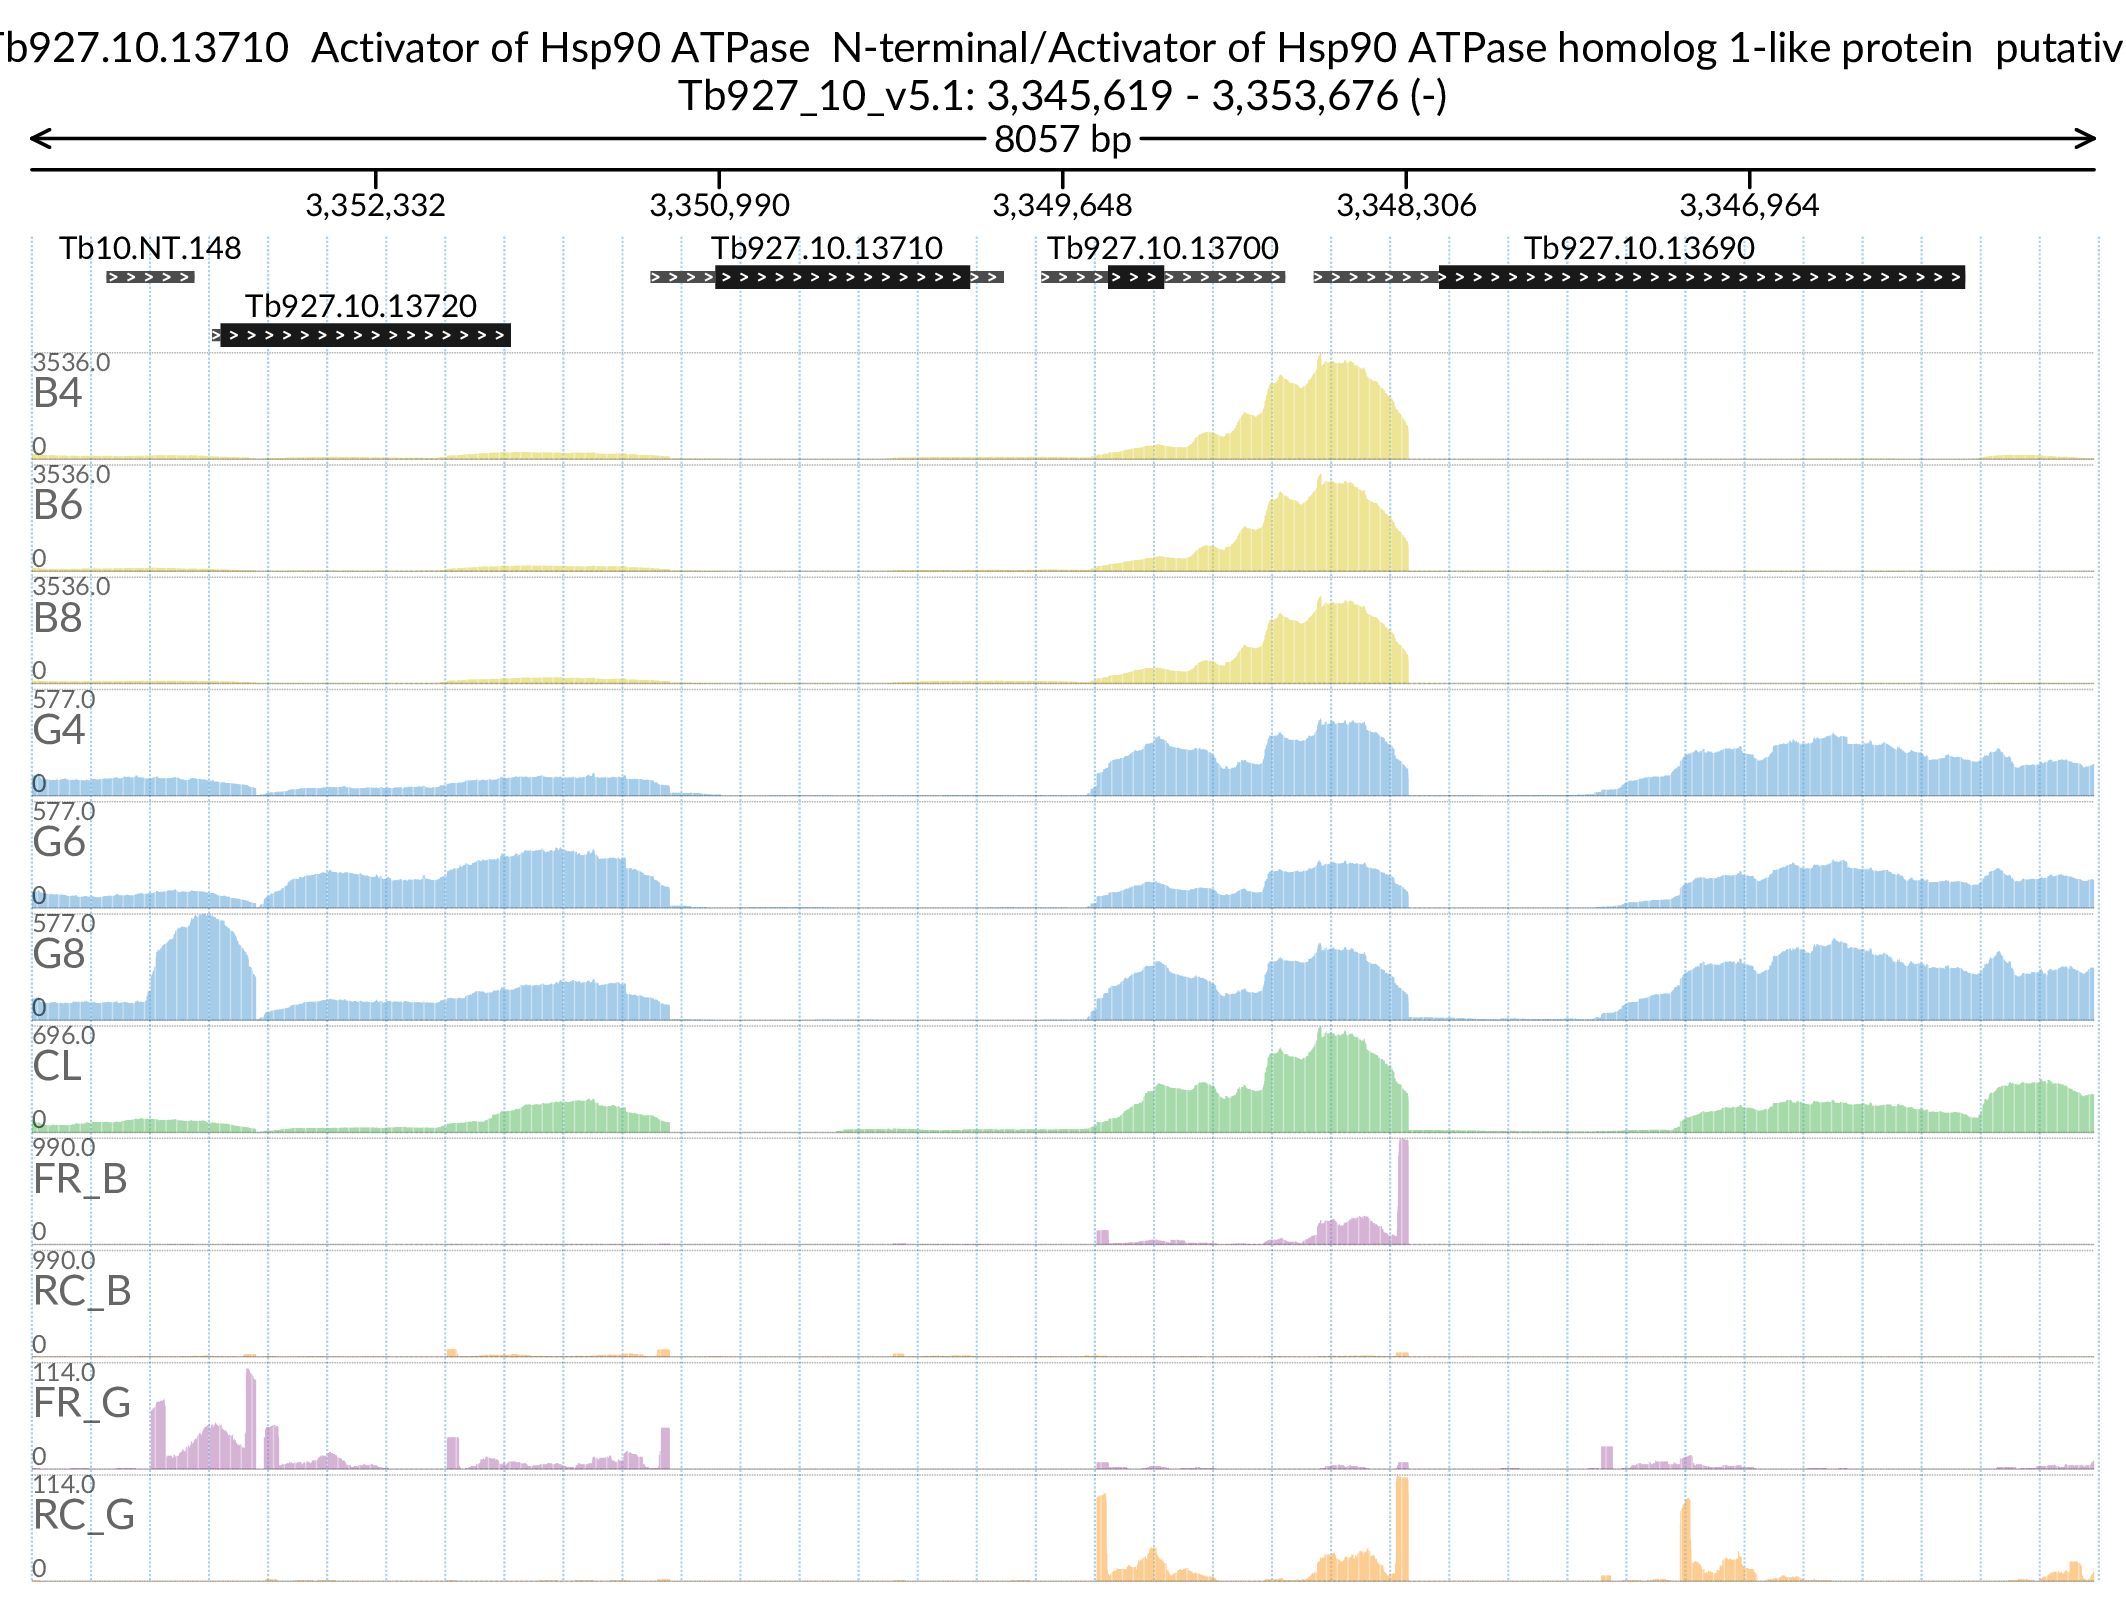 Tb927.10.13710  Activator of Hsp90 ATPase  N-terminal/Activator of Hsp90 ATPase homolog 1-like protein  putativ
Tb927_10_v5.1: 3,345,619 - 3,353,676 (-)
8057 bp
3,352,332 3,350,990 3,349,648 3,348,306 3,346,964
Tb10.NT.148 Tb927.10.13710 Tb927.10.13700 Tb927.10.13690
Tb927.10.13720
3536.0
B4
0
3536.0
B6
0
3536.0
B8
0
577.0
G4
0
577.0
G6
0
577.0
G8
0
696.0
CL
0
990.0
FR_B
0
990.0
RC_B
0
114.0
FR_G
0
114.0
RC_G
0